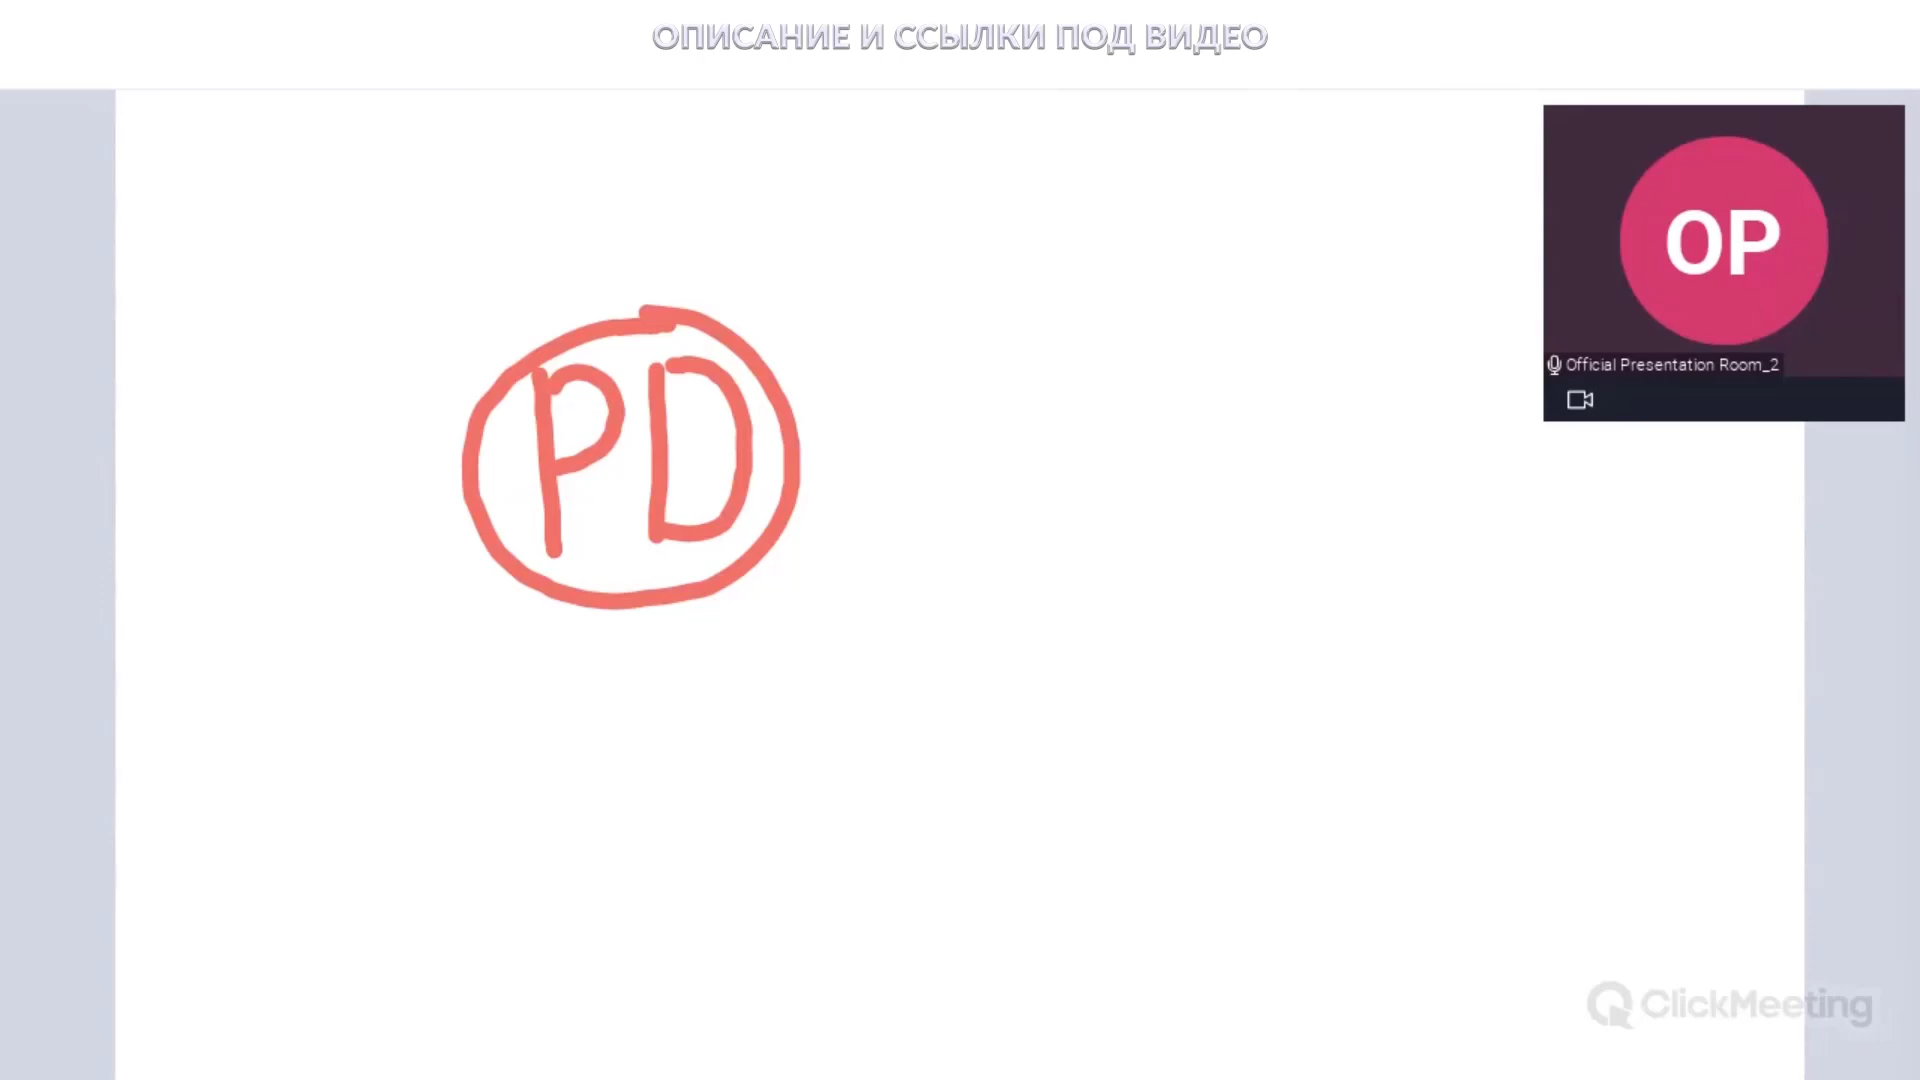 ОПИСАНИЕ И ССЫЛКИ ПОД ВИДЕО
OP
Official Presentation Room_2
PD
ClickMeeting